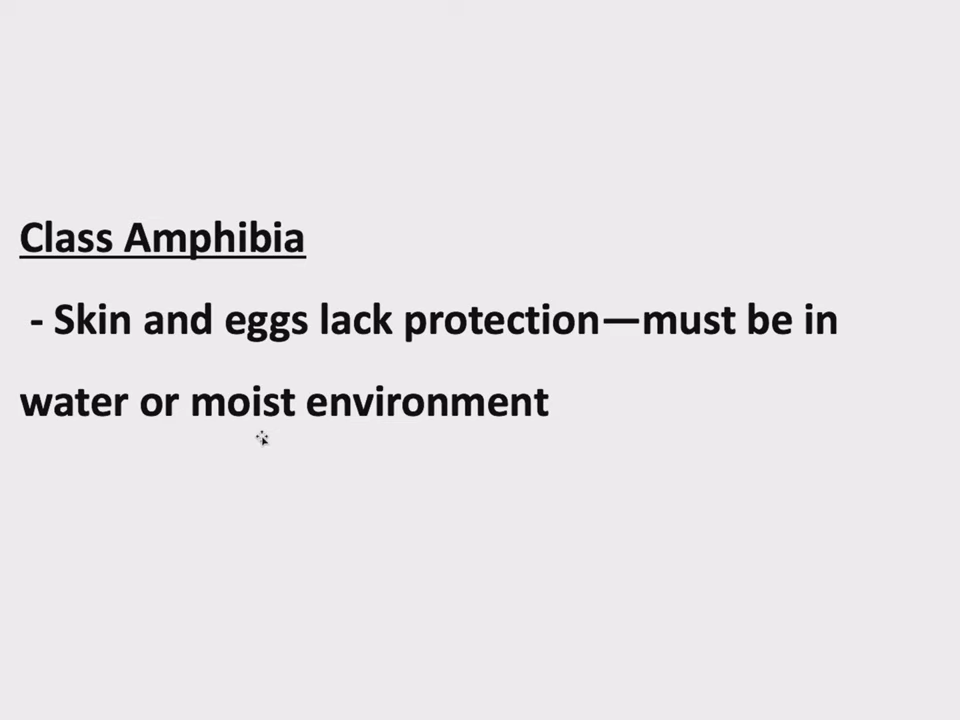 Class Amphibia
- Skin and eggs lack protection—must be in
water or moist environment